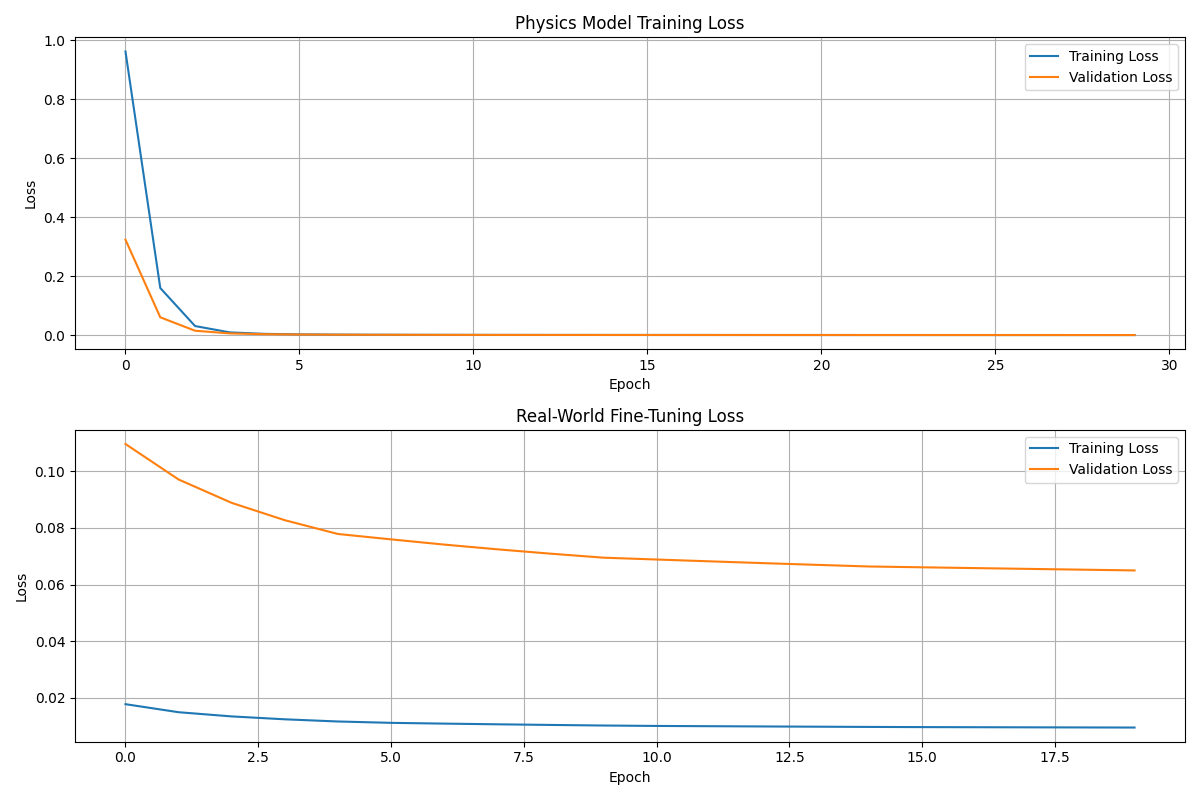 Physics Model Training Loss
1.0
0.8
0.6
0.4
0.2
0.0
Loss
Training Loss
Validation Loss
0 5 10 15 20 25 30
Epoch
Real-World Fine-Tuning Loss
0.10
0.08
0.06
0.04
0.02
Loss
Training Loss
Validation Loss
0.0 2.5 5.0 7.5 10.0 12.5 15.0 17.5
Epoch